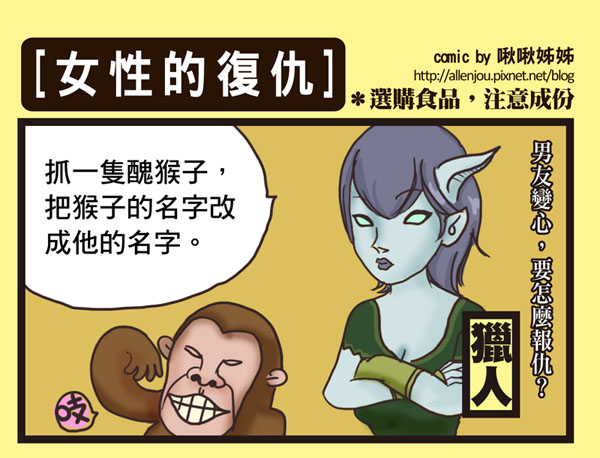 [女性的復仇]
comic by 啾啾姊姊
http://allenjou.pixnet.net/blog
＊選購食品，注意成份
男友變心，要怎麼報仇？
獵人
抓一隻醜猴子，
把猴子的名字改
成他的名字。
吱